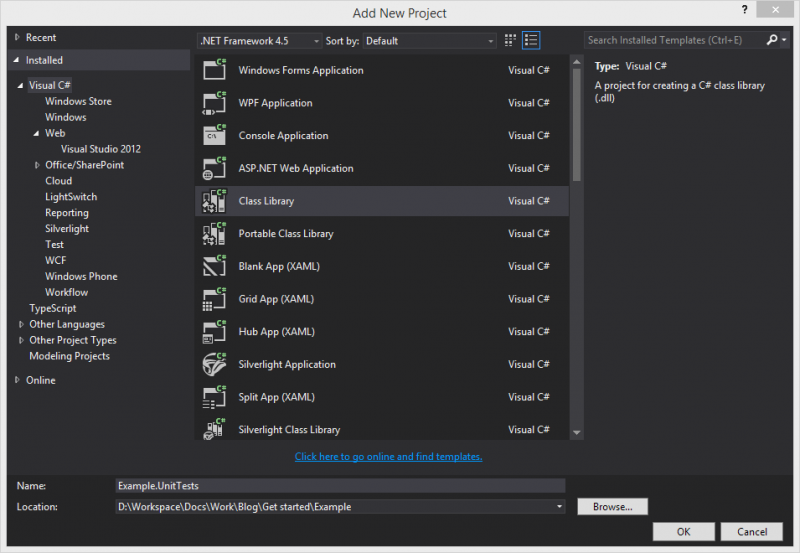 Add New Project
?
Recent
Installed
Visual C#
Windows Store
Windows
Web
Visual Studio 2012
Office/SharePoint
Cloud
LightSwitch
Reporting
Silverlight
Test
WCF
Windows Phone
Workflow
TypeScript
Other Languages
Other Project Types
Modeling Projects
Online
.NET Framework 4.5 Sort by: Default
Windows Forms Application Visual C#
WPF Application Visual C#
Console Application Visual C#
ASP.NET Web Application Visual C#
Class Library Visual C#
Portable Class Library Visual C#
Blank App (XAML) Visual C#
Grid App (XAML) Visual C#
Hub App (XAML) Visual C#
Silverlight Application Visual C#
Split App (XAML) Visual C#
Silverlight Class Library Visual C#
Click here to go online and find templates.
Search Installed Templates (Ctrl+E)
Type: Visual C#
A project for creating a C# class library
(.dll)
Name: Example.UnitTests
Location: D:\Workspace\Docs\Work\Blog\Get started\Example
Browse...
OK Cancel